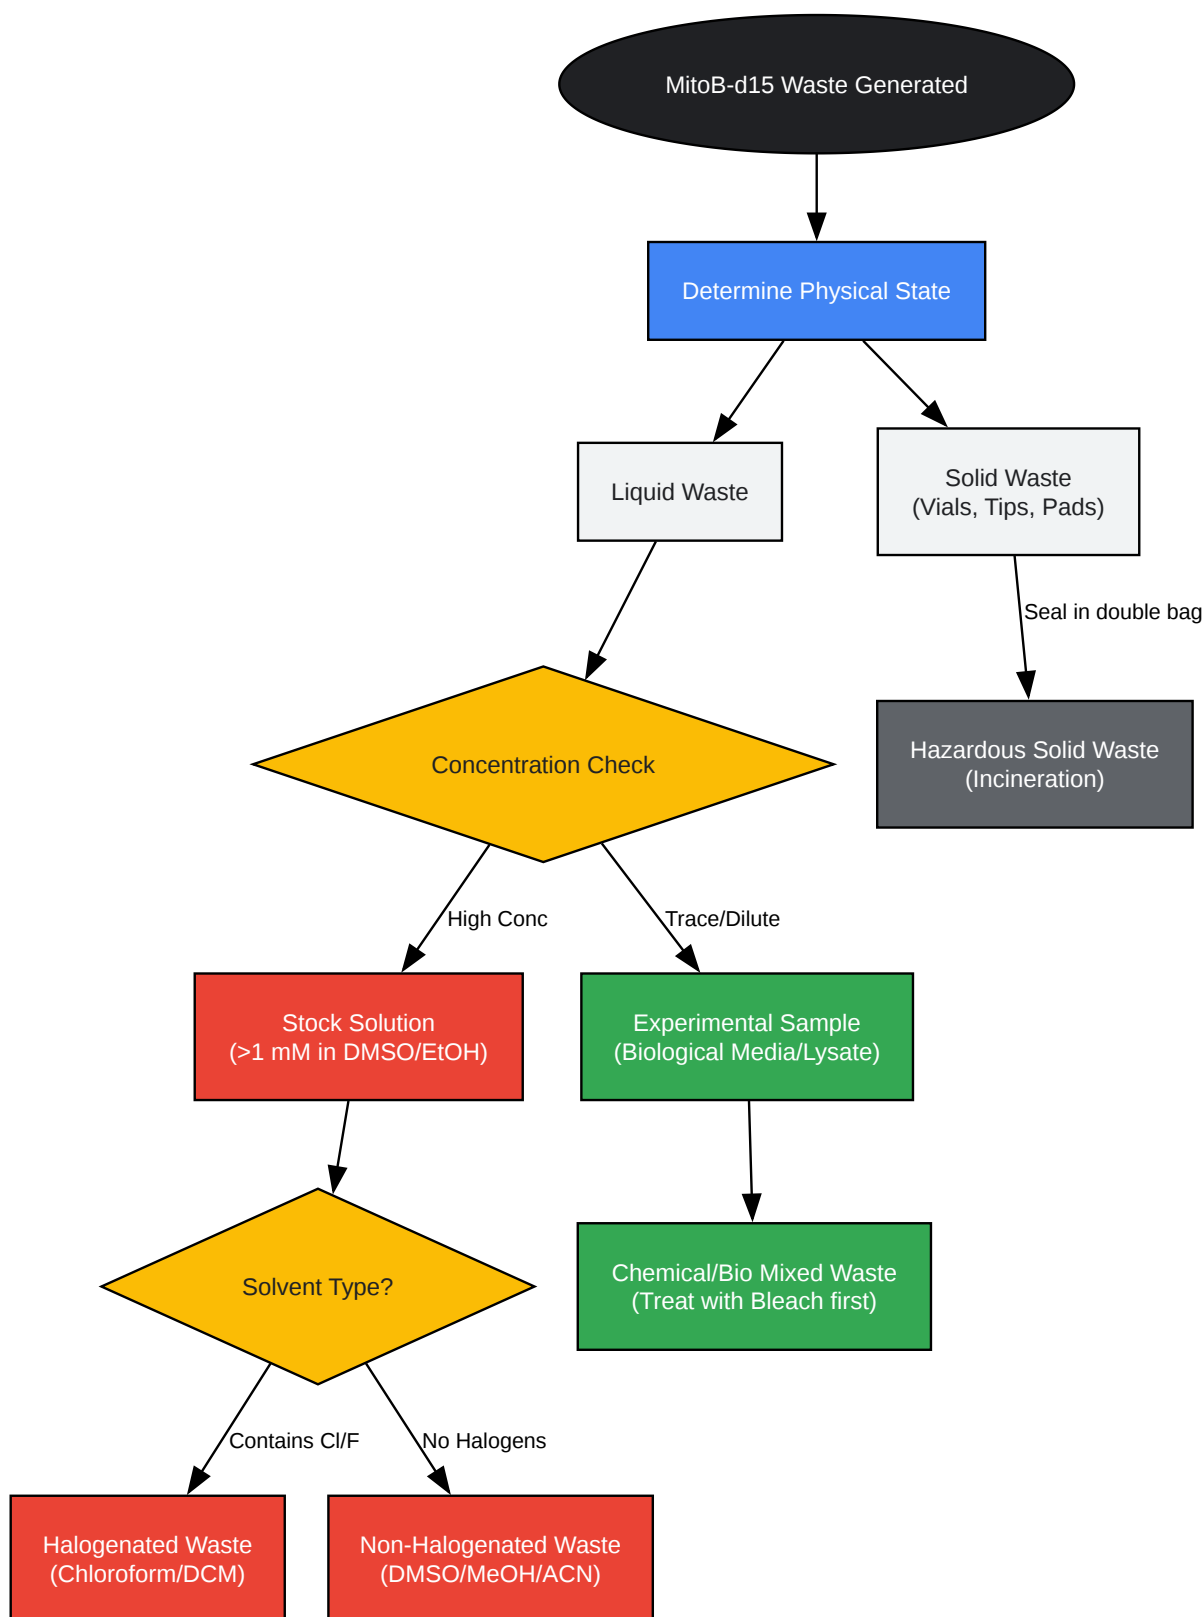 MitoB-d15 Waste Generated
Determine Physical State
Liquid Waste
Solid Waste
(Vials, Tips, Pads)
Seal in double bag
Concentration Check
Hazardous Solid Waste
(Incineration)
High Conc
Trace/Dilute
Stock Solution
(>1 mM in DMSO/EtOH)
Experimental Sample
(Biological Media/Lysate)
Solvent Type?
Chemical/Bio Mixed Waste
(Treat with Bleach first)
Contains Cl/F
No Halogens
Halogenated Waste
(Chloroform/DCM)
Non-Halogenated Waste
(DMSO/MeOH/ACN)